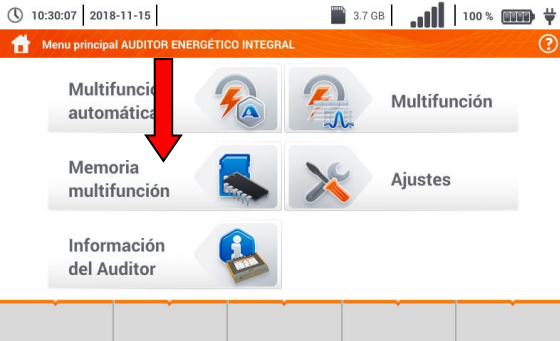 10:30:07 2018-11-15 3.7 GB 100 %
Menu principal AUDITOR ENERGÉTICO INTEGRAL ?
Multifunció
automática
A
Multifunción
Memoria
multifunción
Ajustes
Información
del Auditor